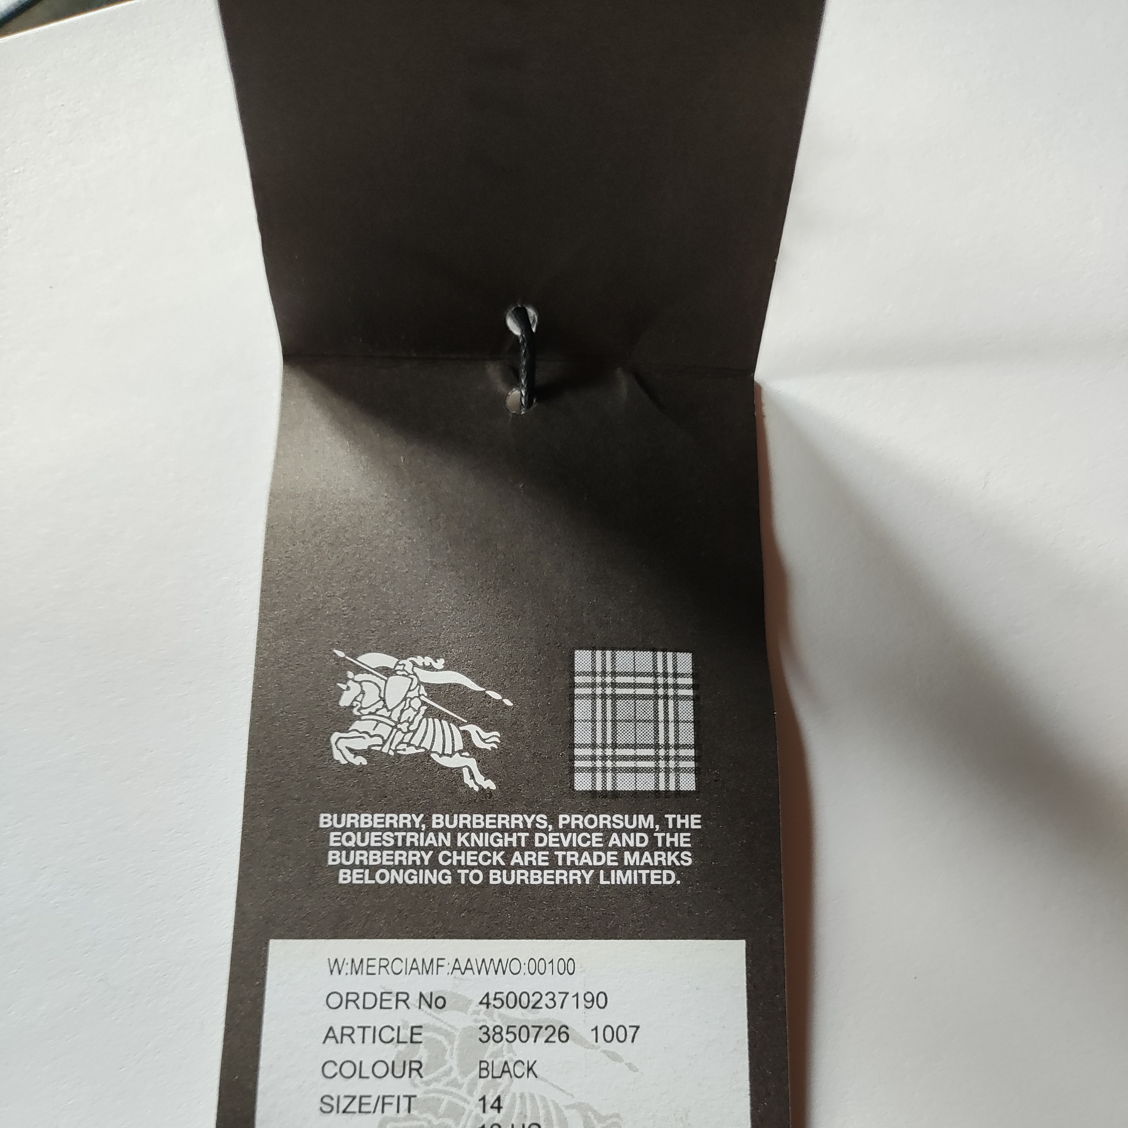 BURBERRY, BURBERRYS, PRORSUM, THE
EQUESTRIAN KNIGHT DEVICE AND THE
BURBERRY CHECK ARE TRADE MARKS
BELONGING TO BURBERRY LIMITED.
W:MERCIAMF:AAWWO:00100
ORDER No 4500237190
ARTICLE 3850726 1007
COLOUR BLACK
SIZE/FIT 14